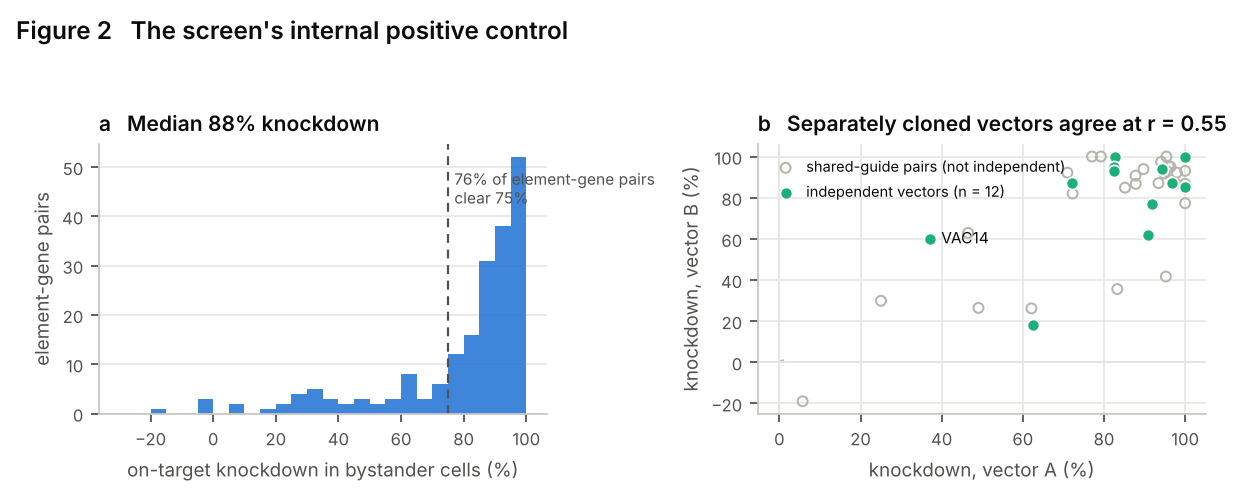 Figure 2 The screen's internal positive control
a Median 88% knockdown
50
40
30
20
10
0
element-gene pairs
76% of element-gene pairs
clear 75%
−20 0 20 40 60 80 100
on-target knockdown in bystander cells (%)
b Separately cloned vectors agree at r = 0.55
100
80
60
40
20
0
−20
knockdown, vector B (%)
shared-guide pairs (not independent)
independent vectors (n = 12)
VAC14
0 20 40 60 80 100
knockdown, vector A (%)